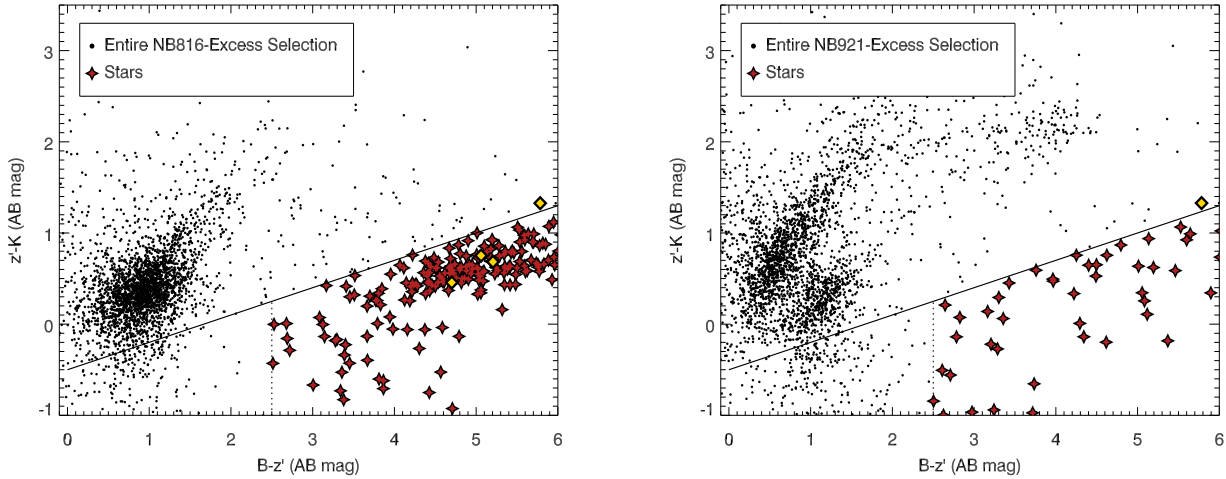 Entire NB816-Excess Selection
Stars
z'-K (AB mag)
3
2
1
0
-1
0 1 2 3 4 5 6
B-z' (AB mag)
Entire NB921-Excess Selection
Stars
z'-K (AB mag)
3
2
1
0
-1
0 1 2 3 4 5 6
B-z' (AB mag)